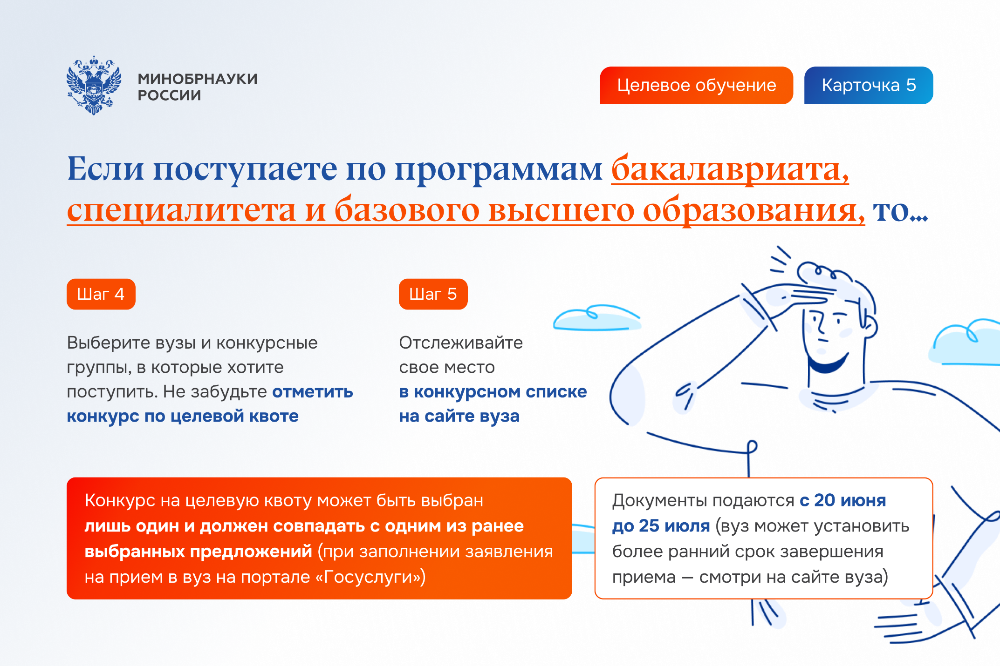 МИНОБРНАУКИ
РОССИИ
Целевое обучение
Карточка 5
Если поступаете по программам бакалавриата,
специалитета и базового высшего образования, то...
Шаг 4
Выберите вузы и конкурсные
группы, в которые хотите
поступить. Не забудьте отметить
конкурс по целевой квоте
Шаг 5
Отслеживайте
свое место
в конкурсном списке
на сайте вуза
Конкурс на целевую квоту может быть выбран
лишь один и должен совпадать с одним из ранее
выбранных предложений (при заполнении заявления
на прием в вуз на портале «Госуслуги»)
Документы подаются с 20 июня
до 25 июля (вуз может установить
более ранний срок завершения
приема — смотри на сайте вуза)